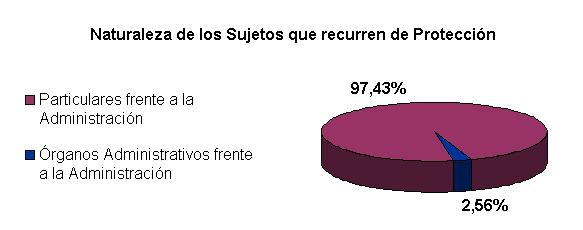 Naturaleza de los Sujetos que recurren de Protección
97,43%
Particulares frente a la
Administración
Órganos Administrativos frente
a la Administración
2,56%